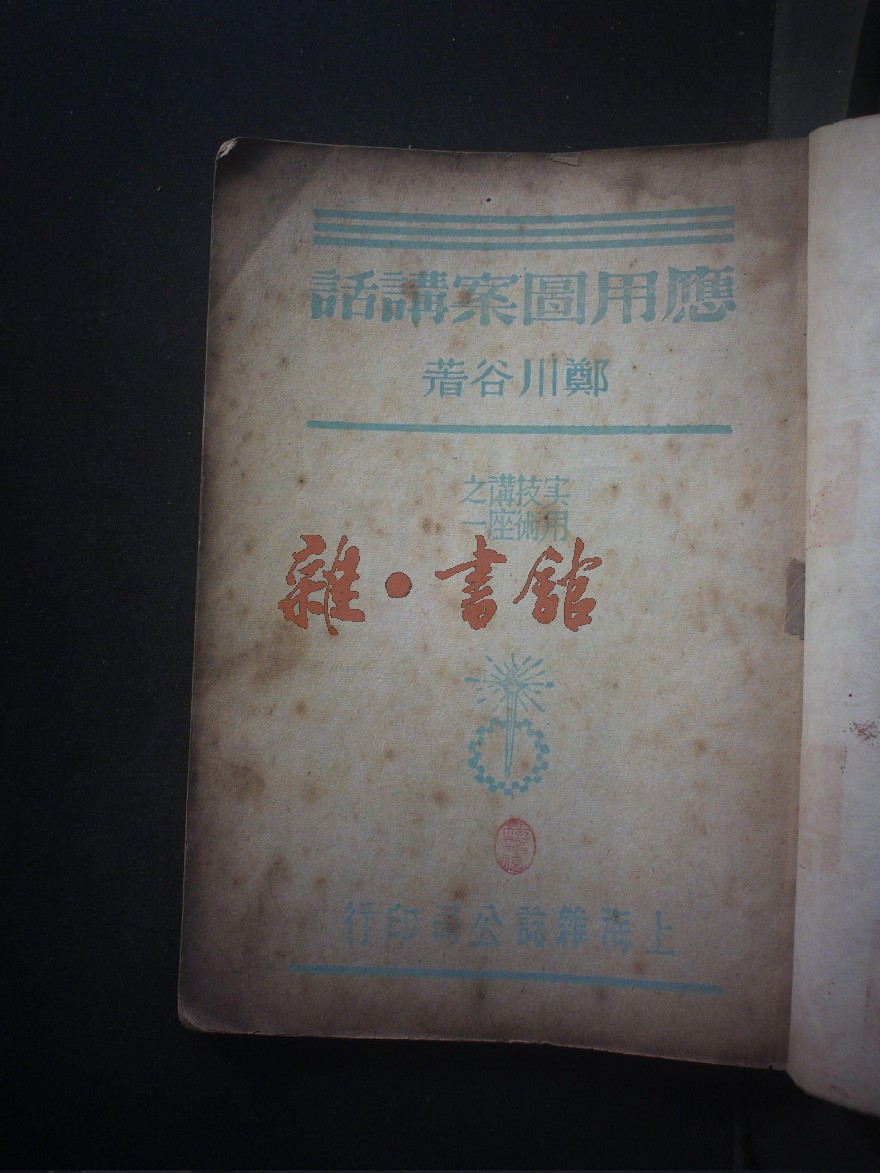 應用圖案講話
鄭川谷著
实用技術講座之一
雜•書館
上海雜誌公司印行